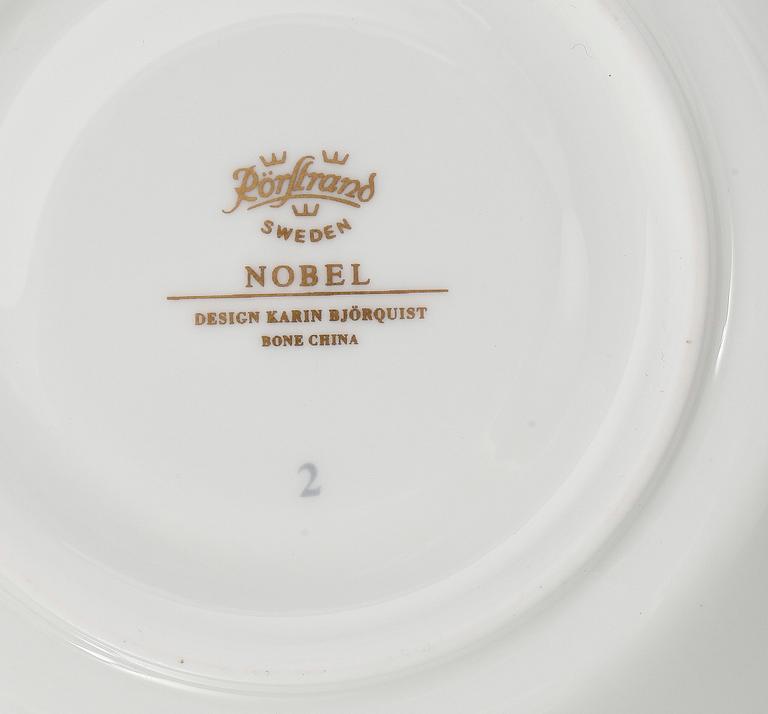 Rörstrand
SWEDEN
NOBEL
DESIGN KARIN BJÖRQUIST
BONE CHINA
2